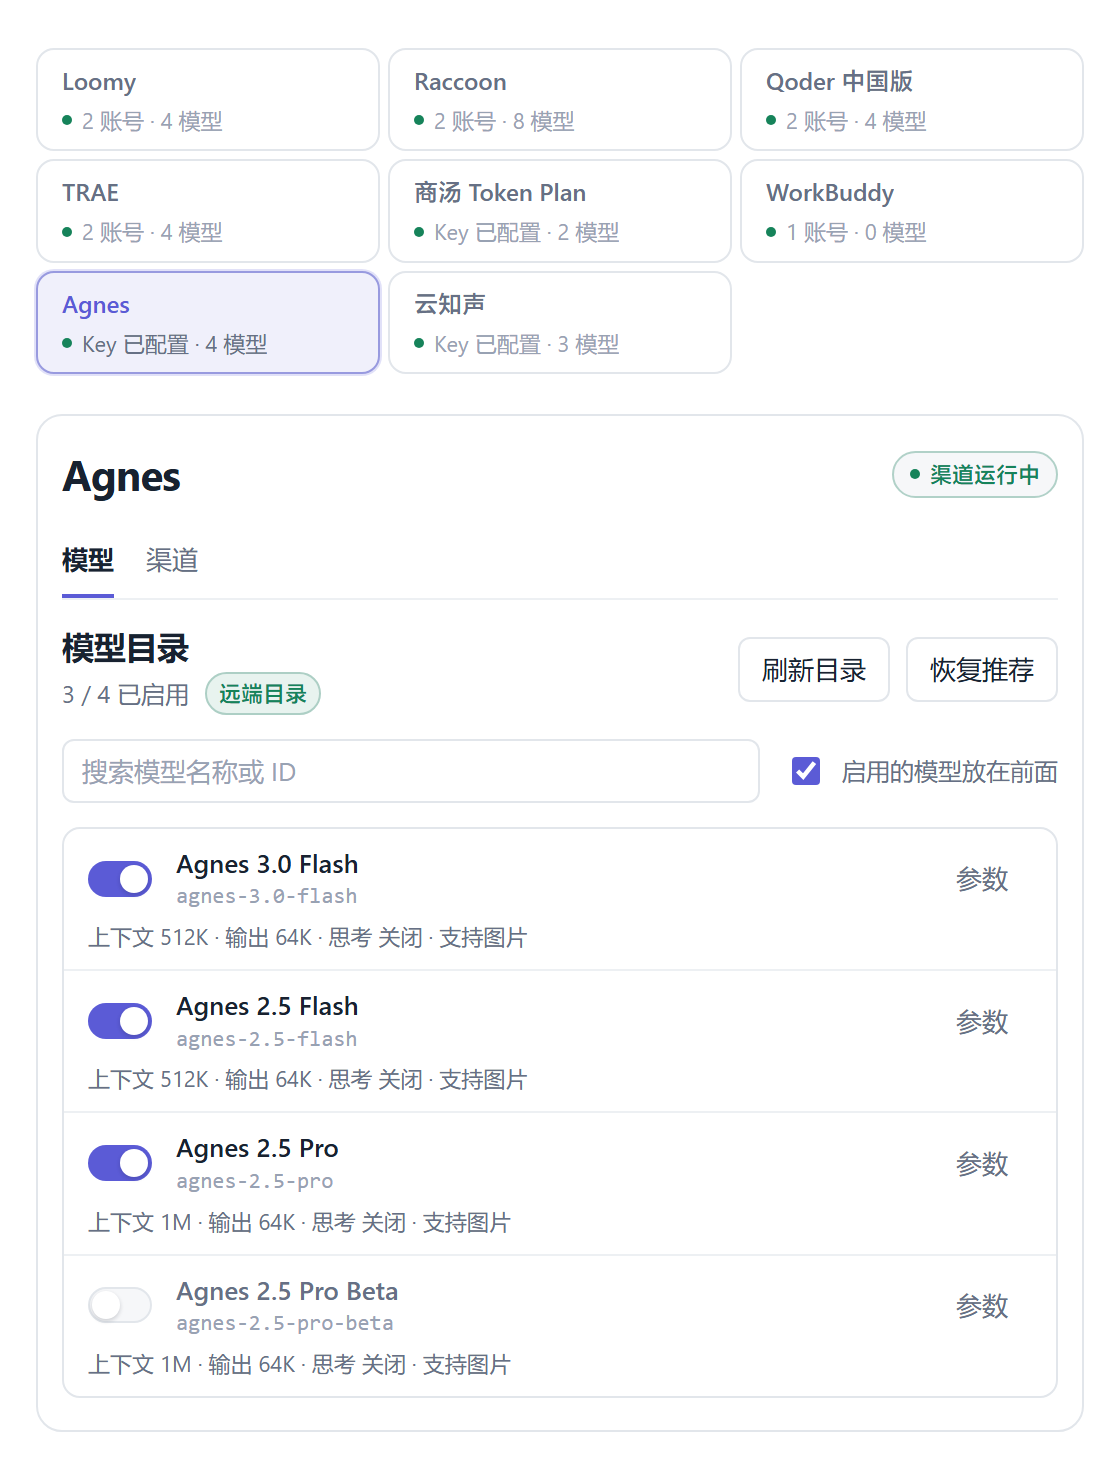 Loomy
2 账号 · 4 模型
Raccoon
2 账号 · 8 模型
Qoder 中国版
2 账号 · 4 模型
TRAE
2 账号 · 4 模型
商汤 Token Plan
Key 已配置 · 2 模型
WorkBuddy
1 账号 · 0 模型
Agnes
Key 已配置 · 4 模型
云知声
Key 已配置 · 3 模型
Agnes
渠道运行中
模型
渠道
模型目录
3 / 4 已启用
远端目录
刷新目录
恢复推荐
搜索模型名称或 ID
启用的模型放在前面
Agnes 3.0 Flash
agnes-3.0-flash
参数
上下文 512K · 输出 64K · 思考 关闭 · 支持图片
Agnes 2.5 Flash
agnes-2.5-flash
参数
上下文 512K · 输出 64K · 思考 关闭 · 支持图片
Agnes 2.5 Pro
agnes-2.5-pro
参数
上下文 1M · 输出 64K · 思考 关闭 · 支持图片
Agnes 2.5 Pro Beta
agnes-2.5-pro-beta
参数
上下文 1M · 输出 64K · 思考 关闭 · 支持图片